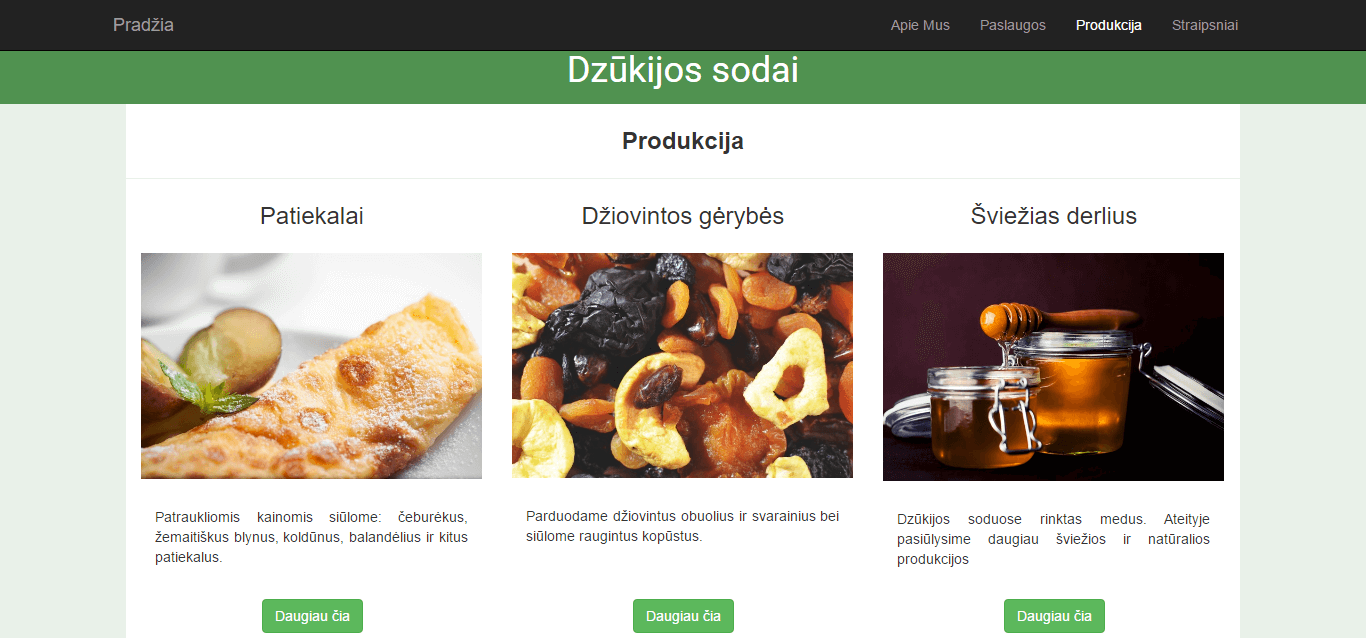 Pradžia
Apie Mus Paslaugos Produkcija Straipsniai
Dzūkijos sodai
Produkcija
Patiekalai
Džiovintos gėrybės
Šviežias derlius
Patraukliomis kainomis siūlome: čeburėkus,
žemaitiškus blynus, koldūnus, balandėlius ir kitus
patiekalus.
Parduodame džiovintus obuolius ir svarainius bei
siūlome raugintus kopūstus.
Dzūkijos soduose rinktas medus. Ateityje
pasiūlysime daugiau šviežios ir natūralios
produkcijos
Daugiau čia
Daugiau čia
Daugiau čia